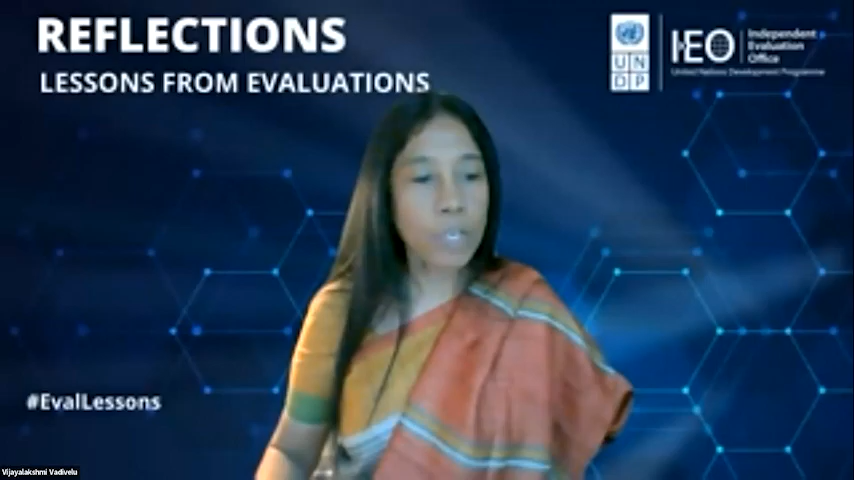 REFLECTIONS
LESSONS FROM EVALUATIONS
U N
D P
IEO
Independent
Evaluation
Office
United Nations Development Programme
#EvalLessons
Vijayalakshmi Vadivelu